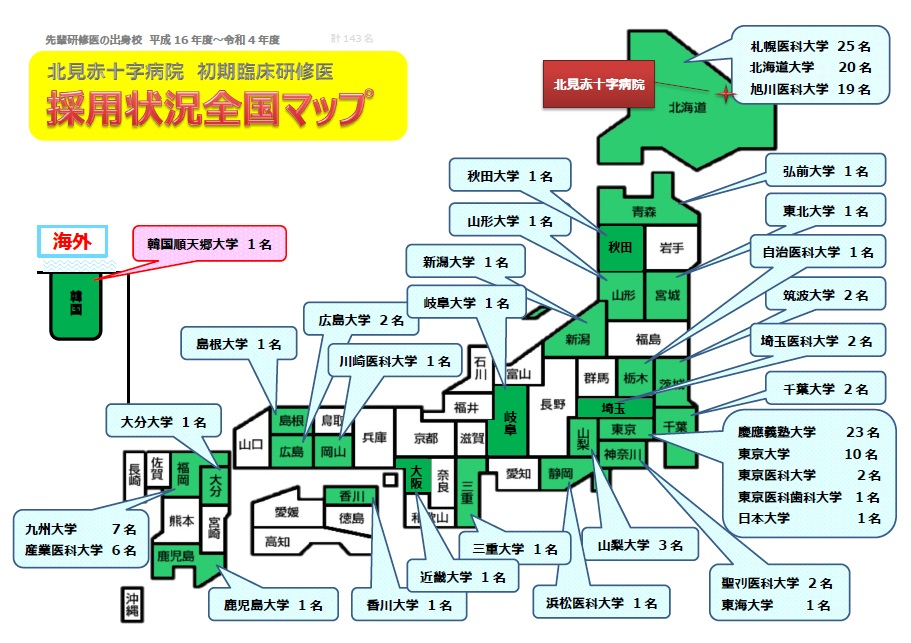 先輩研修医の出身校 平成16年度~令和4年度
計143名
北見赤十字病院 初期臨床研修医
採用状況全国マップ
札幌医科大学 25名
北海道大学 20名
旭川医科大学 19名
北見赤十字病院
北海道
秋田大学 1名
弘前大学 1名
青森
山形大学 1名
東北大学 1名
秋田
岩手
海外
韓国順天郷大学 1名
新潟大学 1名
自治医科大学 1名
韓国
岐阜大学 1名
山形
宮城
筑波大学 2名
広島大学 2名
新潟
福島
島根大学 1名
埼玉医科大学 2名
川崎医科大学 1名
石川
富山
群馬
栃木
茨城
千葉大学 2名
大分大学 1名
島根
鳥取
福井
岐阜
長野
埼玉
山口
広島
岡山
兵庫
京都
滋賀
山梨
東京
千葉
慶應義塾大学 23名
東京大学 10名
東京医科大学 2名
東京医科歯科大学 1名
日本大学 1名
長崎
佐賀
福岡
大分
大阪
奈良
三重
愛知
静岡
神奈川
香川
愛媛
徳島
和歌山
高知
熊本
宮崎
九州大学 7名
産業医科大学 6名
鹿児島
三重大学 1名
山梨大学 3名
近畿大学 1名
聖マリ医科大学 2名
東海大学 1名
沖縄
鹿児島大学 1名
香川大学 1名
浜松医科大学 1名